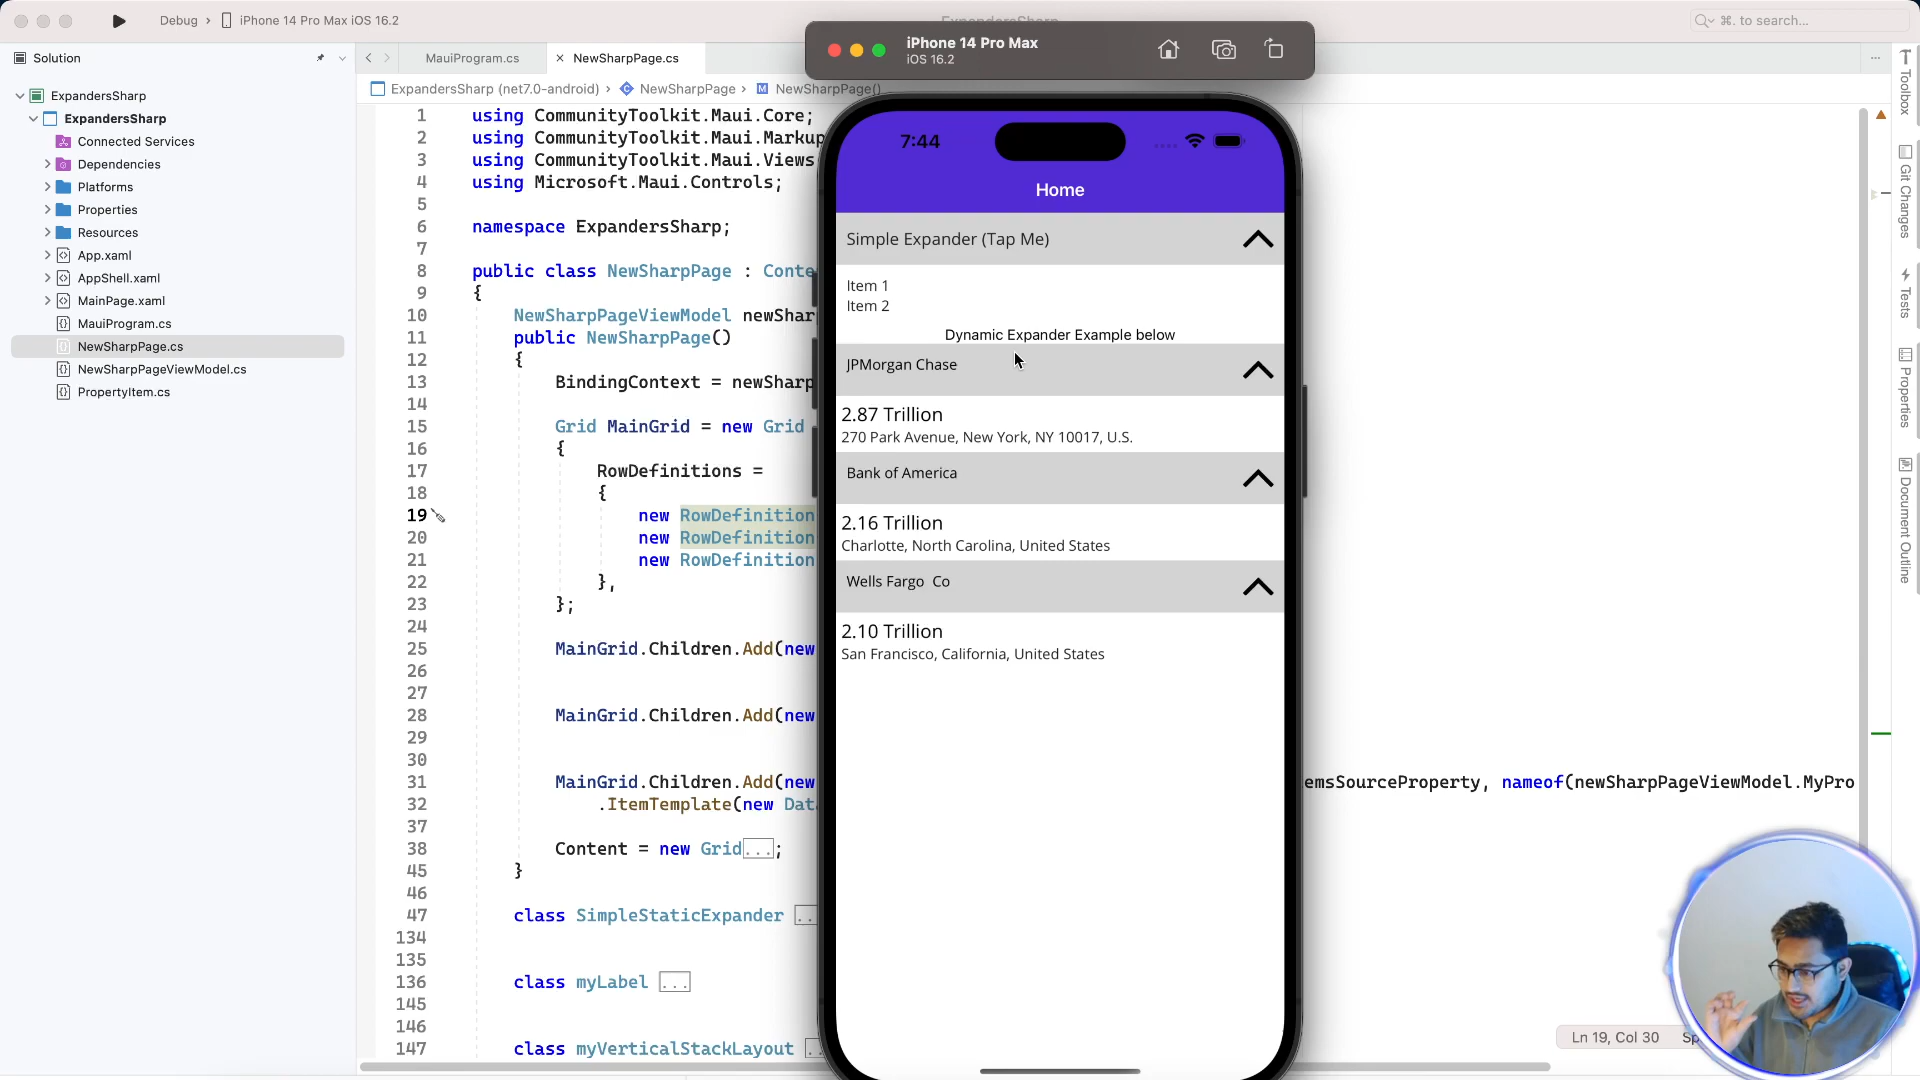 Debug › iPhone 14 Pro Max iOS 16.2
⌘. to search...
iPhone 14 Pro Max
iOS 16.2
Solution
MauiProgram.cs
NewSharpPage.cs
ExpandersSharp (net7.0-android) › NewSharpPage › NewSharpPage()
ExpandersSharp
ExpandersSharp
Connected Services
Dependencies
Platforms
Properties
Resources
App.xaml
AppShell.xaml
MainPage.xaml
MauiProgram.cs
NewSharpPage.cs
NewSharpPageViewModel.cs
PropertyItem.cs
1 using CommunityToolkit.Maui.Core;
2 using CommunityToolkit.Maui.Markup
3 using CommunityToolkit.Maui.Views
4 using Microsoft.Maui.Controls;
5
6 namespace ExpandersSharp;
7
8 public class NewSharpPage : Conte
9 {
10 NewSharpPageViewModel newShar
11 public NewSharpPage()
12 {
13 BindingContext = newSharp
14
15 Grid MainGrid = new Grid
16 {
17 RowDefinitions =
18 {
19 new RowDefinition
20 new RowDefinition
21 new RowDefinition
22 },
23 };
24
25 MainGrid.Children.Add(new
26
27
28 MainGrid.Children.Add(new
29
30
31 MainGrid.Children.Add(new emsSourceProperty, nameof(newSharpPageViewModel.MyPro
32 .ItemTemplate(new Dat
37
38 Content = new Grid...;
45 }
46
47 class SimpleStaticExpander ..
134
135
136 class myLabel ...
145
146
147 class myVerticalStackLayout ..
7:44
Home
Simple Expander (Tap Me)
Item 1
Item 2
Dynamic Expander Example below
JPMorgan Chase
2.87 Trillion
270 Park Avenue, New York, NY 10017, U.S.
Bank of America
2.16 Trillion
Charlotte, North Carolina, United States
Wells Fargo  Co
2.10 Trillion
San Francisco, California, United States
Toolbox
Git Changes
Tests
Properties
Document Outline
Ln 19, Col 30 Sp